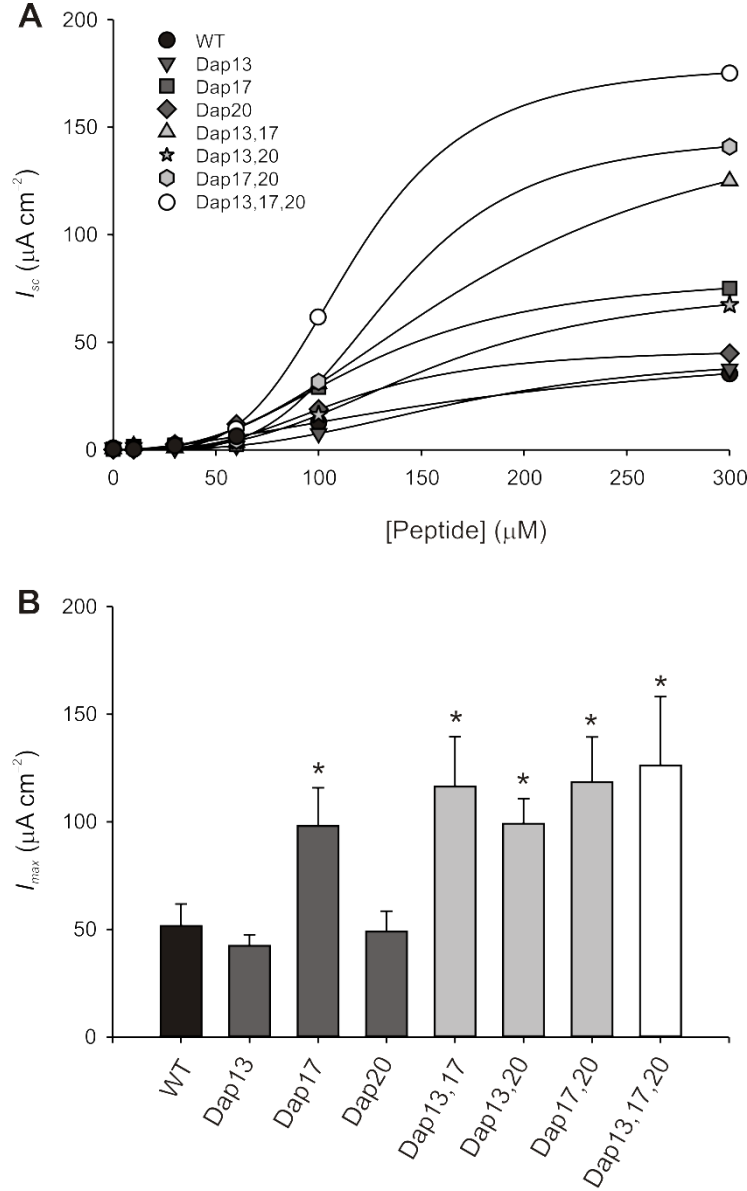 A
200
150
100
50
0
I sc (µA cm⁻²)
WT
Dap13
Dap17
Dap20
Dap13,17
Dap13,20
Dap17,20
Dap13,17,20
0 50 100 150 200 250 300
[Peptide] (µM)
B
200
150
100
50
0
I max (µA cm⁻²)
* * * * *
WT
Dap13
Dap17
Dap20
Dap13,17
Dap13,20
Dap17,20
Dap13,17,20